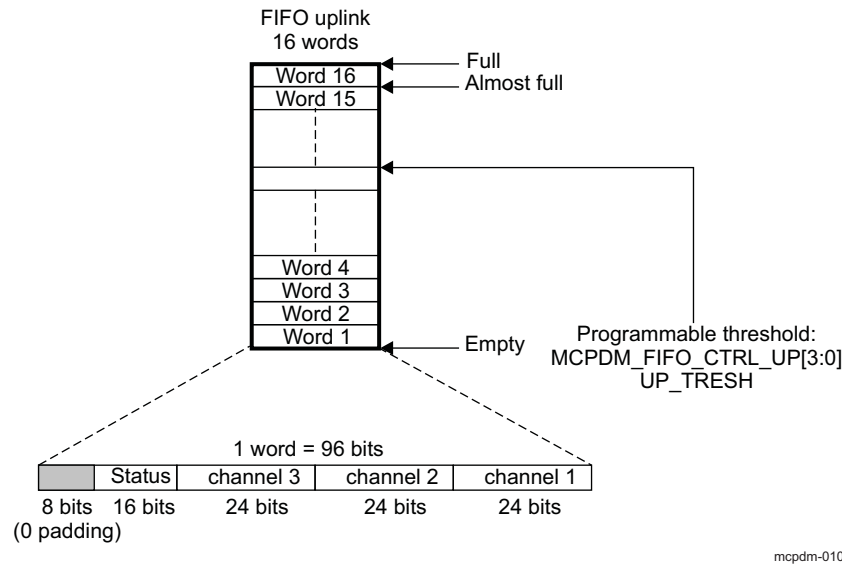 FIFO uplink
16 words
Full
Word 16
Almost full
Word 15
Word 4
Word 3
Word 2
Word 1
Empty
Programmable threshold:
MCPDM_FIFO_CTRL_UP[3:0]
UP_TRESH
1 word = 96 bits
Status channel 3 channel 2 channel 1
8 bits 16 bits 24 bits 24 bits 24 bits
(0 padding)
mcpdm-010